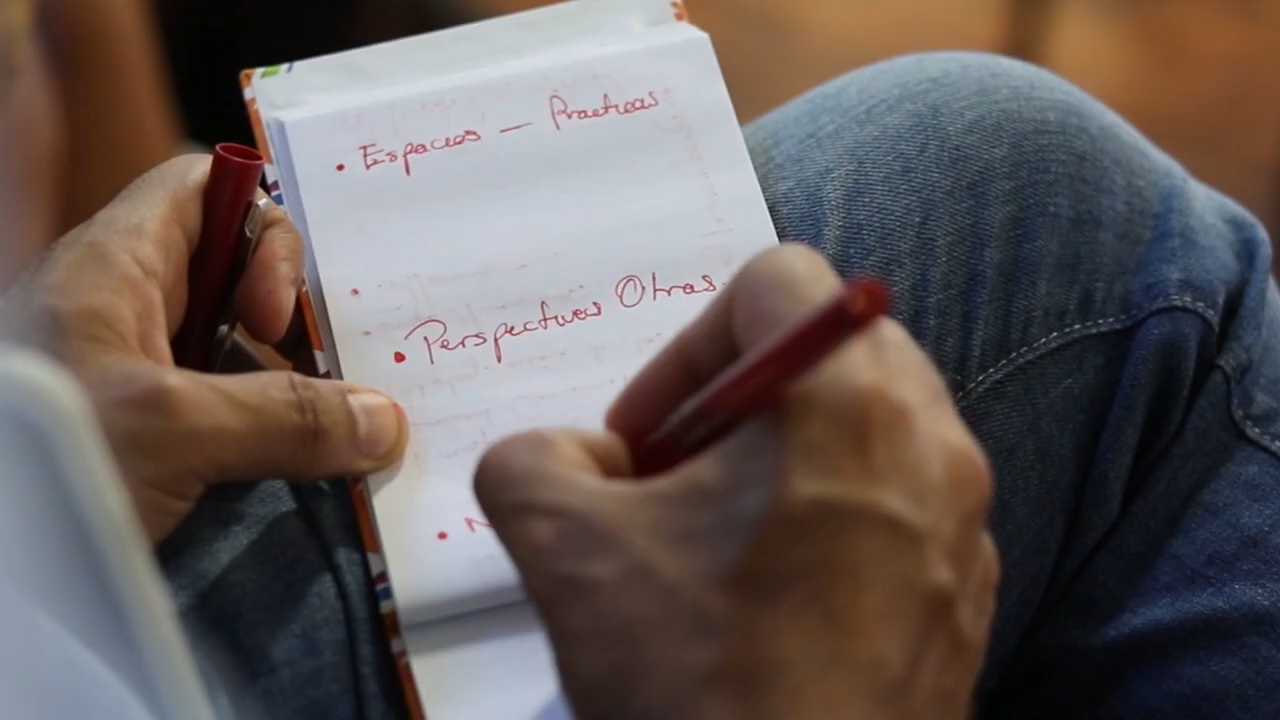 • Espacios — Practicas
• Perspectivas Otras
• N